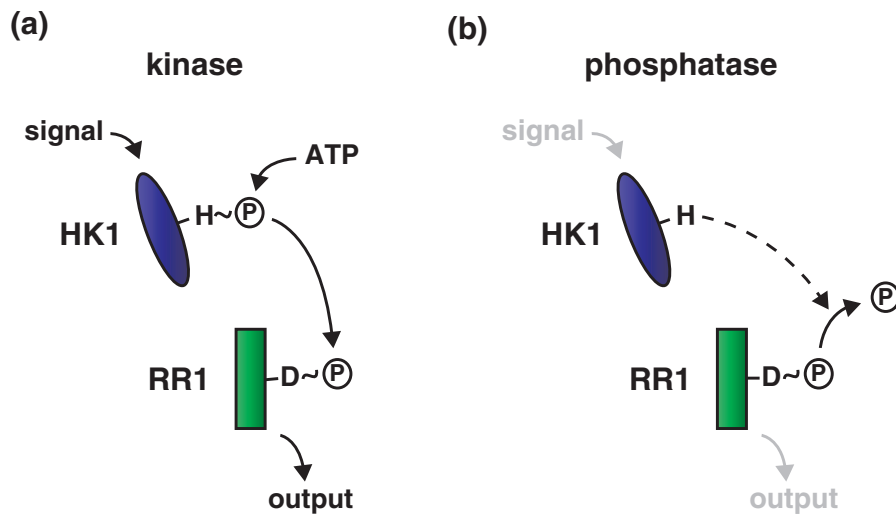 (a)
kinase
signal
ATP
H~P
HK1
RR1
D~P
output
(b)
phosphatase
signal
HK1
H
P
RR1
D~P
output